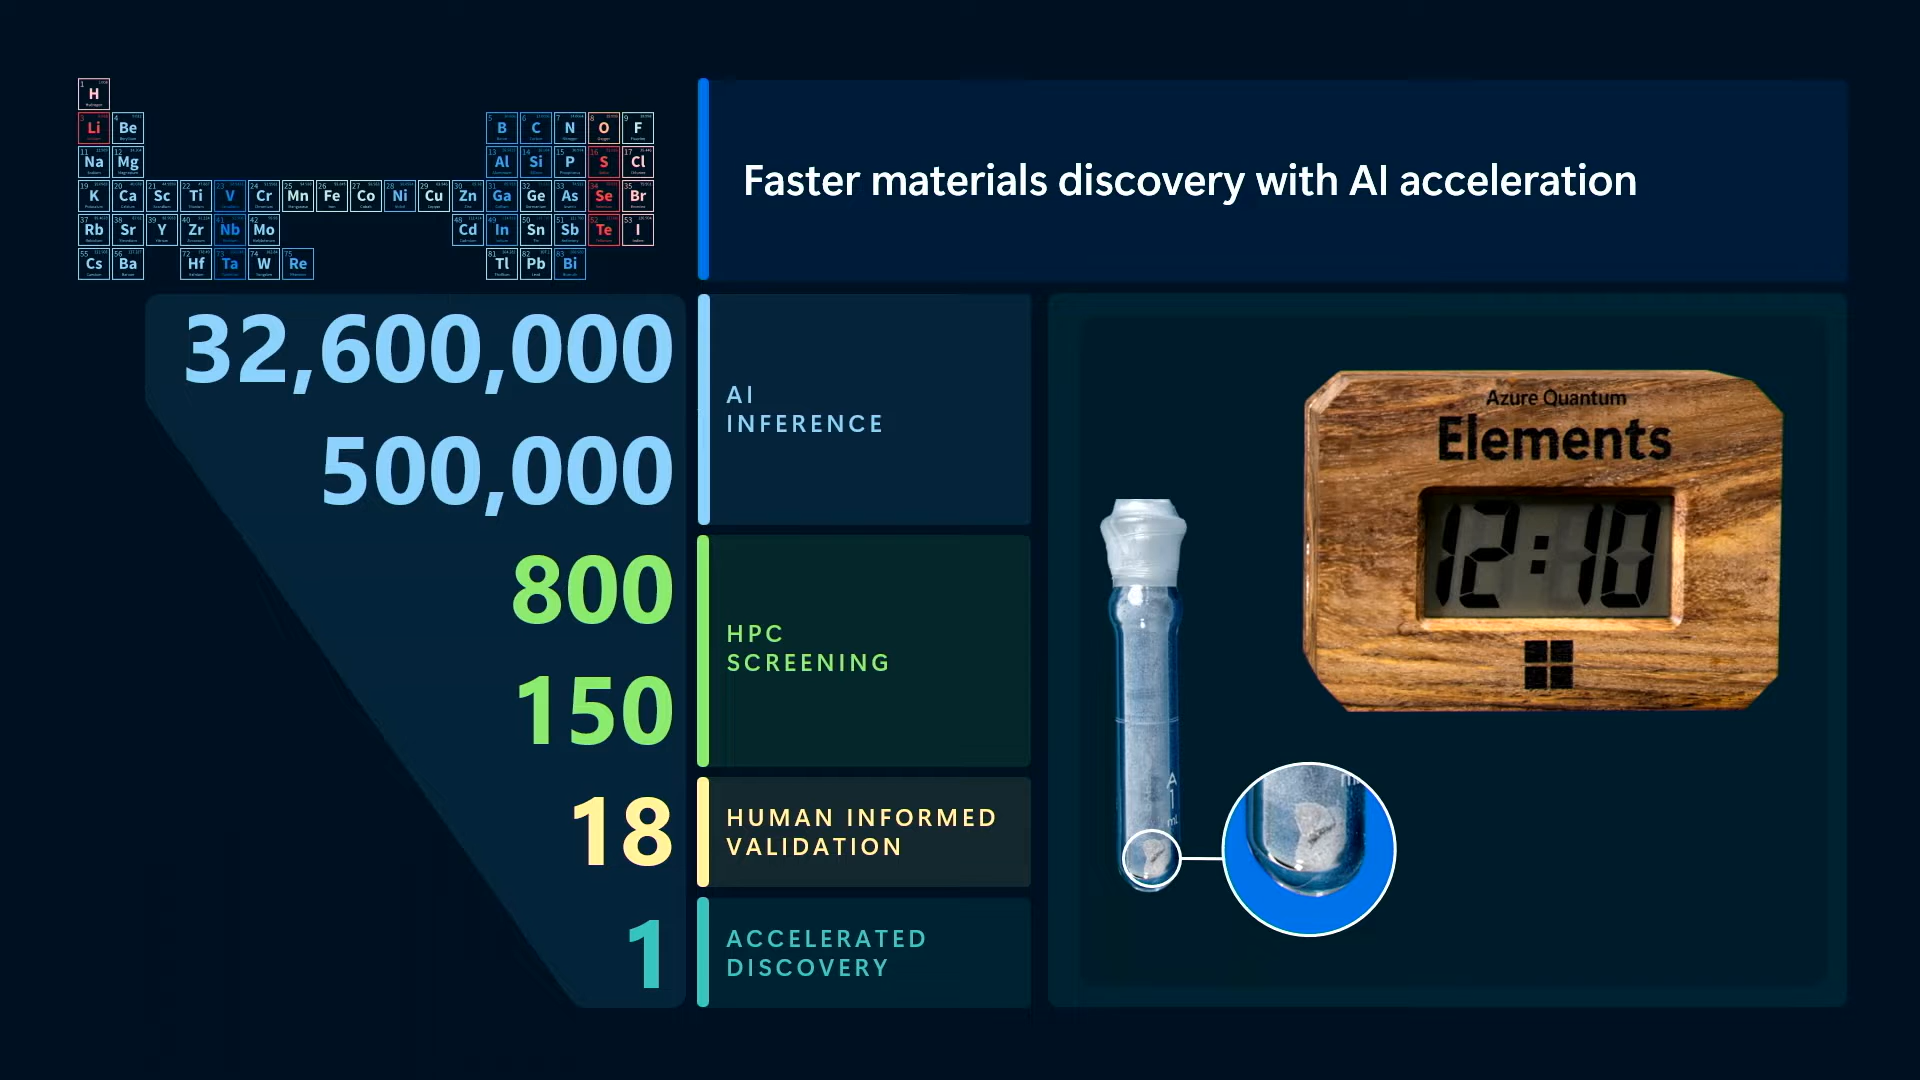 H
Li Be B C N O F
Na Mg Al Si P S Cl
K Ca Sc Ti V Cr Mn Fe Co Ni Cu Zn Ga Ge As Se Br
Rb Sr Y Zr Nb Mo Cd In Sn Sb Te I
Cs Ba Hf Ta W Re Tl Pb Bi
Faster materials discovery with AI acceleration
32,600,000
500,000
AI
INFERENCE
800
150
HPC
SCREENING
18
HUMAN INFORMED
VALIDATION
1
ACCELERATED
DISCOVERY
Azure Quantum
Elements
12:10
A
1
mL